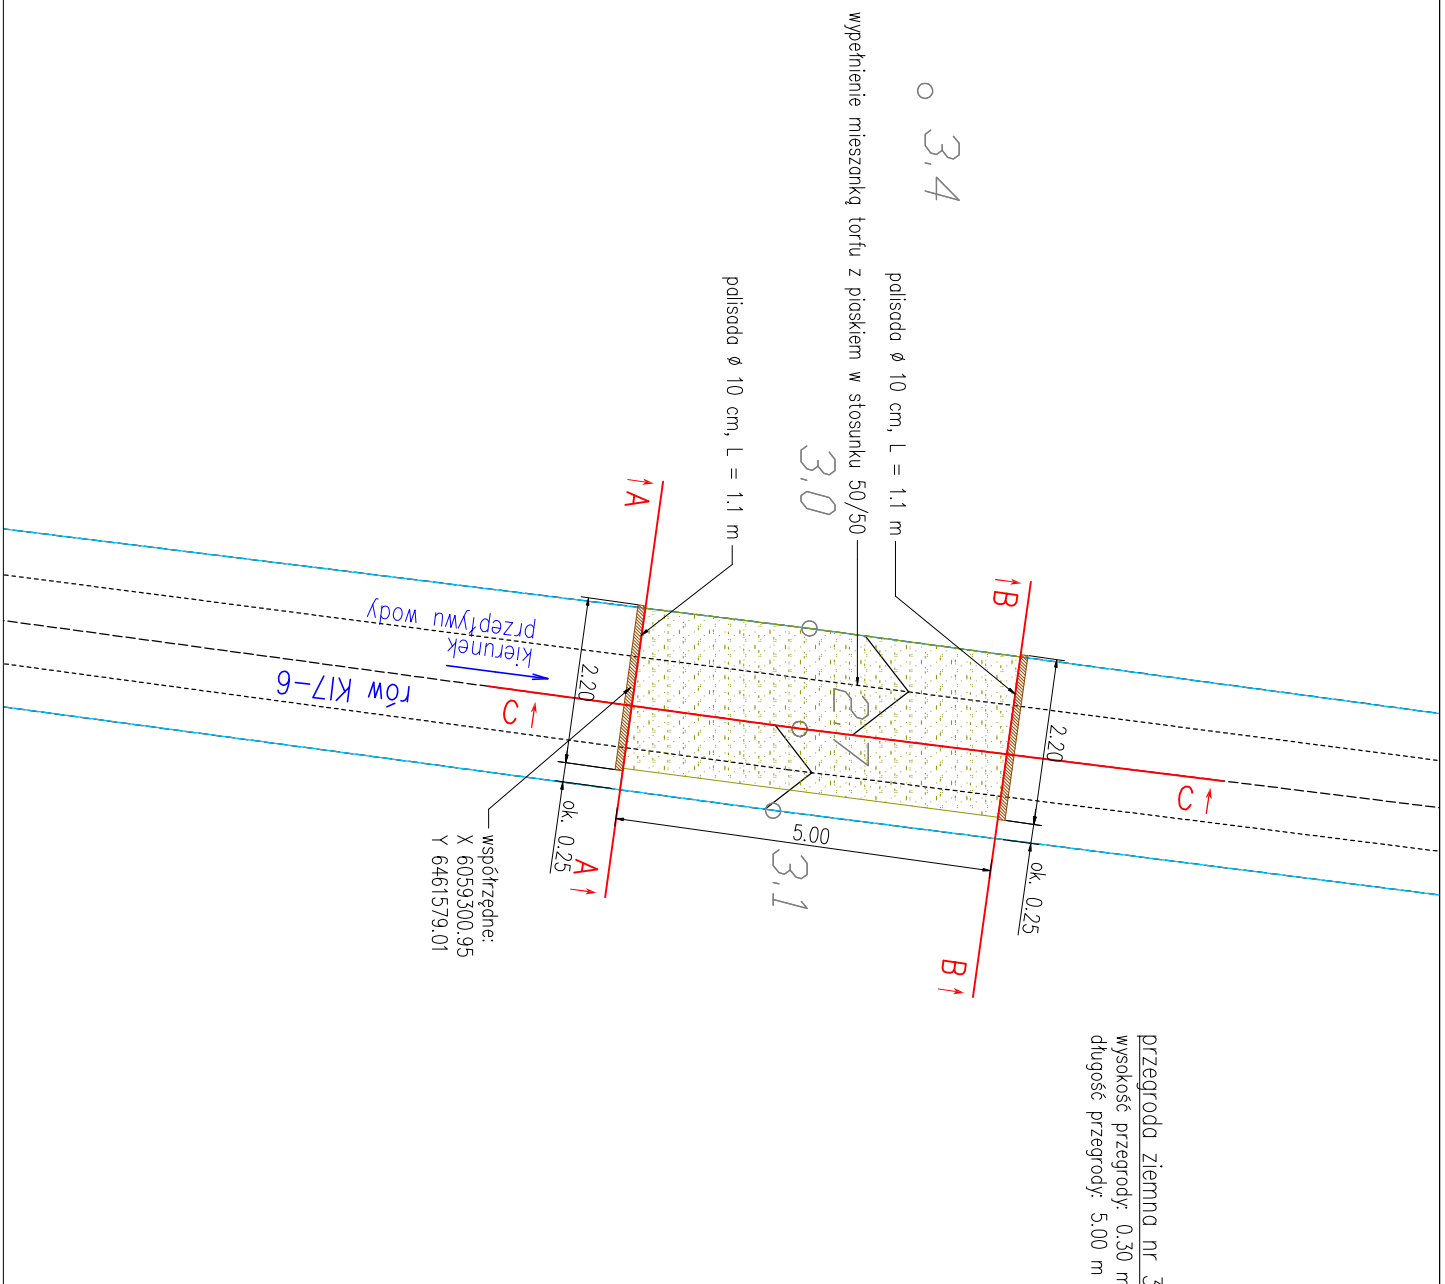 przegroda ziemna nr
wysokość przegrody: 0.30 m
długość przegrody: 5.00 m
ok. 0.25
2.20
B
B
C
3.4
palisada ø 10 cm, L = 1.1 m
wypełnienie mieszanką torfu z piaskiem w stosunku 50/50
2.7
3.0
5.00
3.1
palisada ø 10 cm, L = 1.1 m
A
A
2.20
ok. 0.25
C
współrzędne:
X 6059300.95
Y 6461579.01
kierunek
przepływu wody
rów K17-6